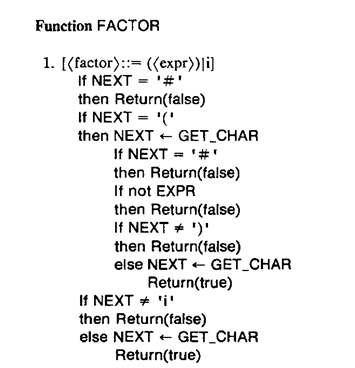 Function FACTOR
1. [⟨factor⟩::= (⟨expr⟩)|i]
If NEXT = '#'
then Return(false)
If NEXT = '('
then NEXT ← GET_CHAR
If NEXT = '#'
then Return(false)
If not EXPR
then Return(false)
If NEXT ≠ ')'
then Return(false)
else NEXT ← GET_CHAR
Return(true)
If NEXT ≠ 'i'
then Return(false)
else NEXT ← GET_CHAR
Return(true)